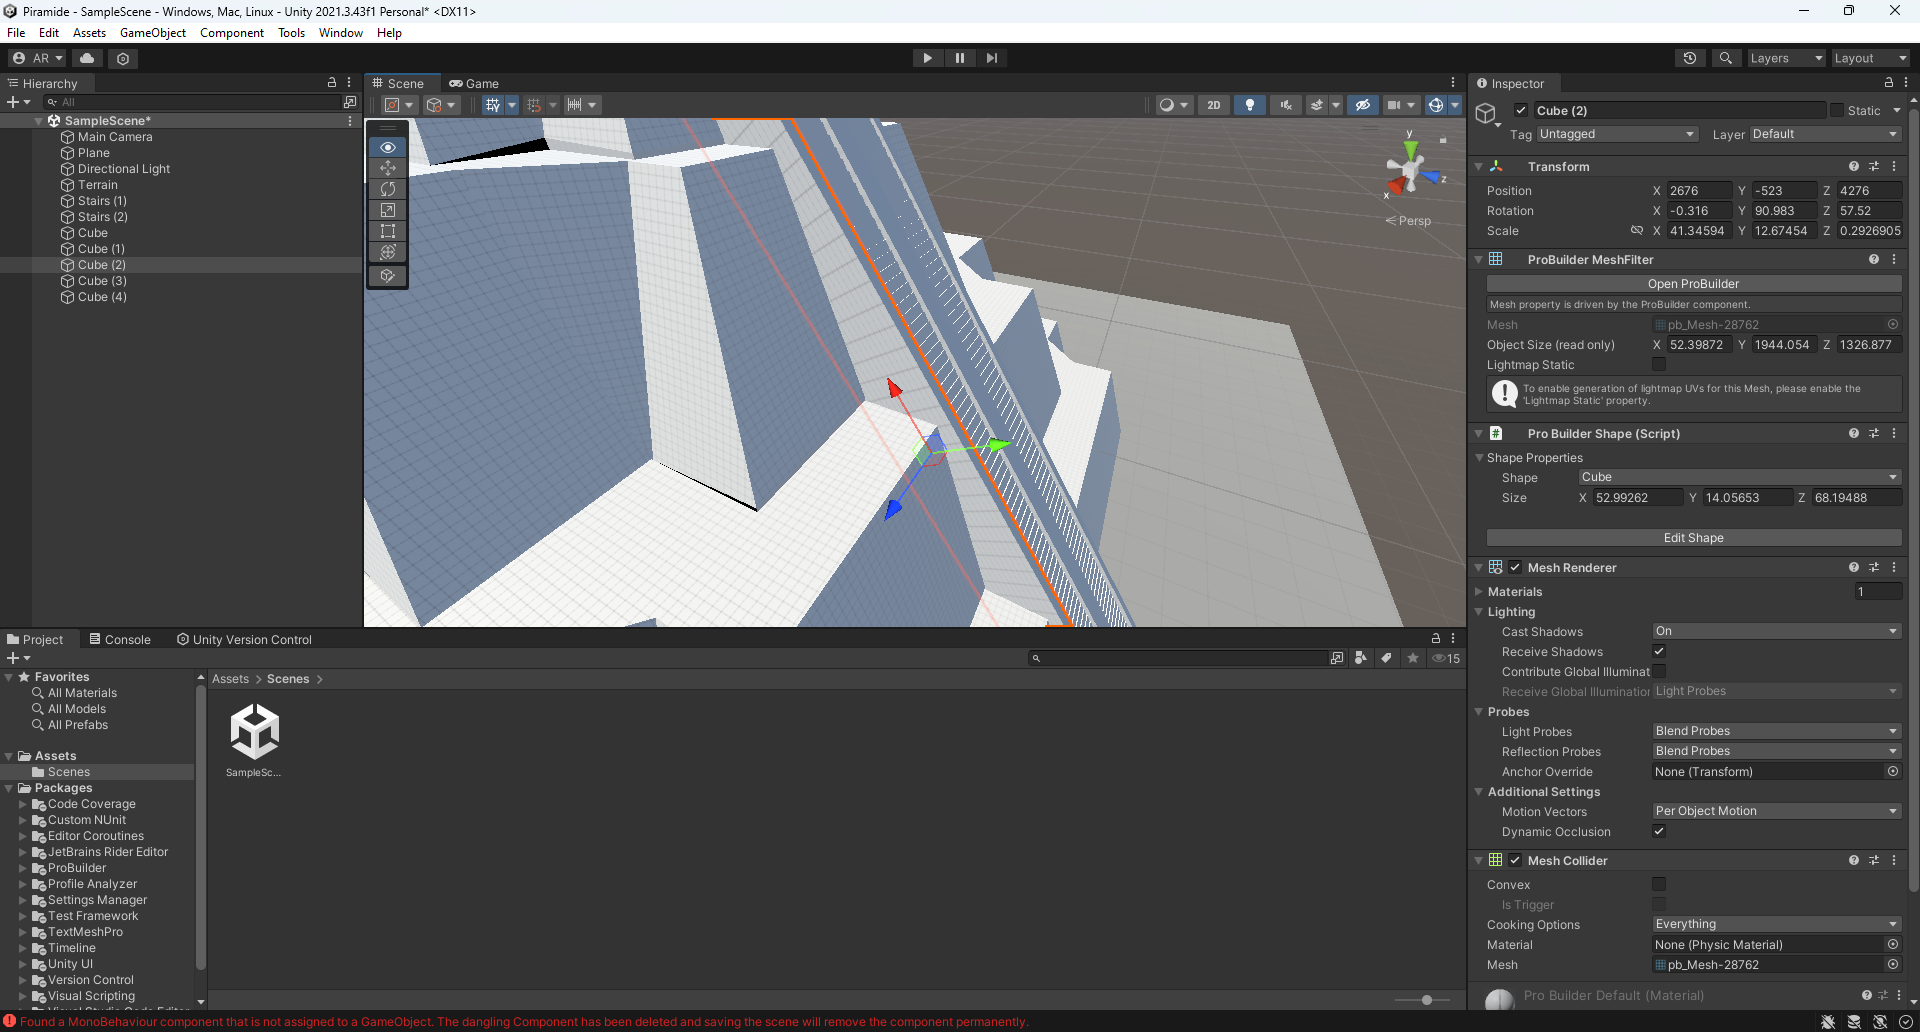 Piramide - SampleScene - Windows, Mac, Linux - Unity 2021.3.43f1 Personal* <DX11>
File Edit Assets GameObject Component Tools Window Help
AR
Layers
Layout
Hierarchy
All
SampleScene*
Main Camera
Plane
Directional Light
Terrain
Stairs (1)
Stairs (2)
Cube
Cube (1)
Cube (2)
Cube (3)
Cube (4)
Scene
Game
2D
y
z
x
< Persp
Inspector
Cube (2)
Static
Tag Untagged
Layer Default
Transform
Position X 2676 Y -523 Z 4276
Rotation X -0.316 Y 90.983 Z 57.52
Scale X 41.34594 Y 12.67454 Z 0.2926905
ProBuilder MeshFilter
Open ProBuilder
Mesh property is driven by the ProBuilder component.
Mesh pb_Mesh-28762
Object Size (read only) X 52.39872 Y 1944.054 Z 1326.877
Lightmap Static
To enable generation of lightmap UVs for this Mesh, please enable the
'Lightmap Static' property.
Pro Builder Shape (Script)
Shape Properties
Shape Cube
Size X 52.99262 Y 14.05653 Z 68.19488
Edit Shape
Mesh Renderer
Materials 1
Lighting
Cast Shadows On
Receive Shadows
Contribute Global Illuminat
Receive Global Illumination Light Probes
Probes
Light Probes Blend Probes
Reflection Probes Blend Probes
Anchor Override None (Transform)
Additional Settings
Motion Vectors Per Object Motion
Dynamic Occlusion
Mesh Collider
Convex
Is Trigger
Cooking Options Everything
Material None (Physic Material)
Mesh pb_Mesh-28762
Pro Builder Default (Material)
Project
Console
Unity Version Control
15
Favorites
All Materials
All Models
All Prefabs
Assets
Scenes
Packages
Code Coverage
Custom NUnit
Editor Coroutines
JetBrains Rider Editor
ProBuilder
Profile Analyzer
Settings Manager
Test Framework
TextMeshPro
Timeline
Unity UI
Version Control
Visual Scripting
Visual Studio Code Editor
Assets > Scenes >
SampleSc...
Found a MonoBehaviour component that is not assigned to a GameObject. The dangling Component has been deleted and saving the scene will remove the component permanently.